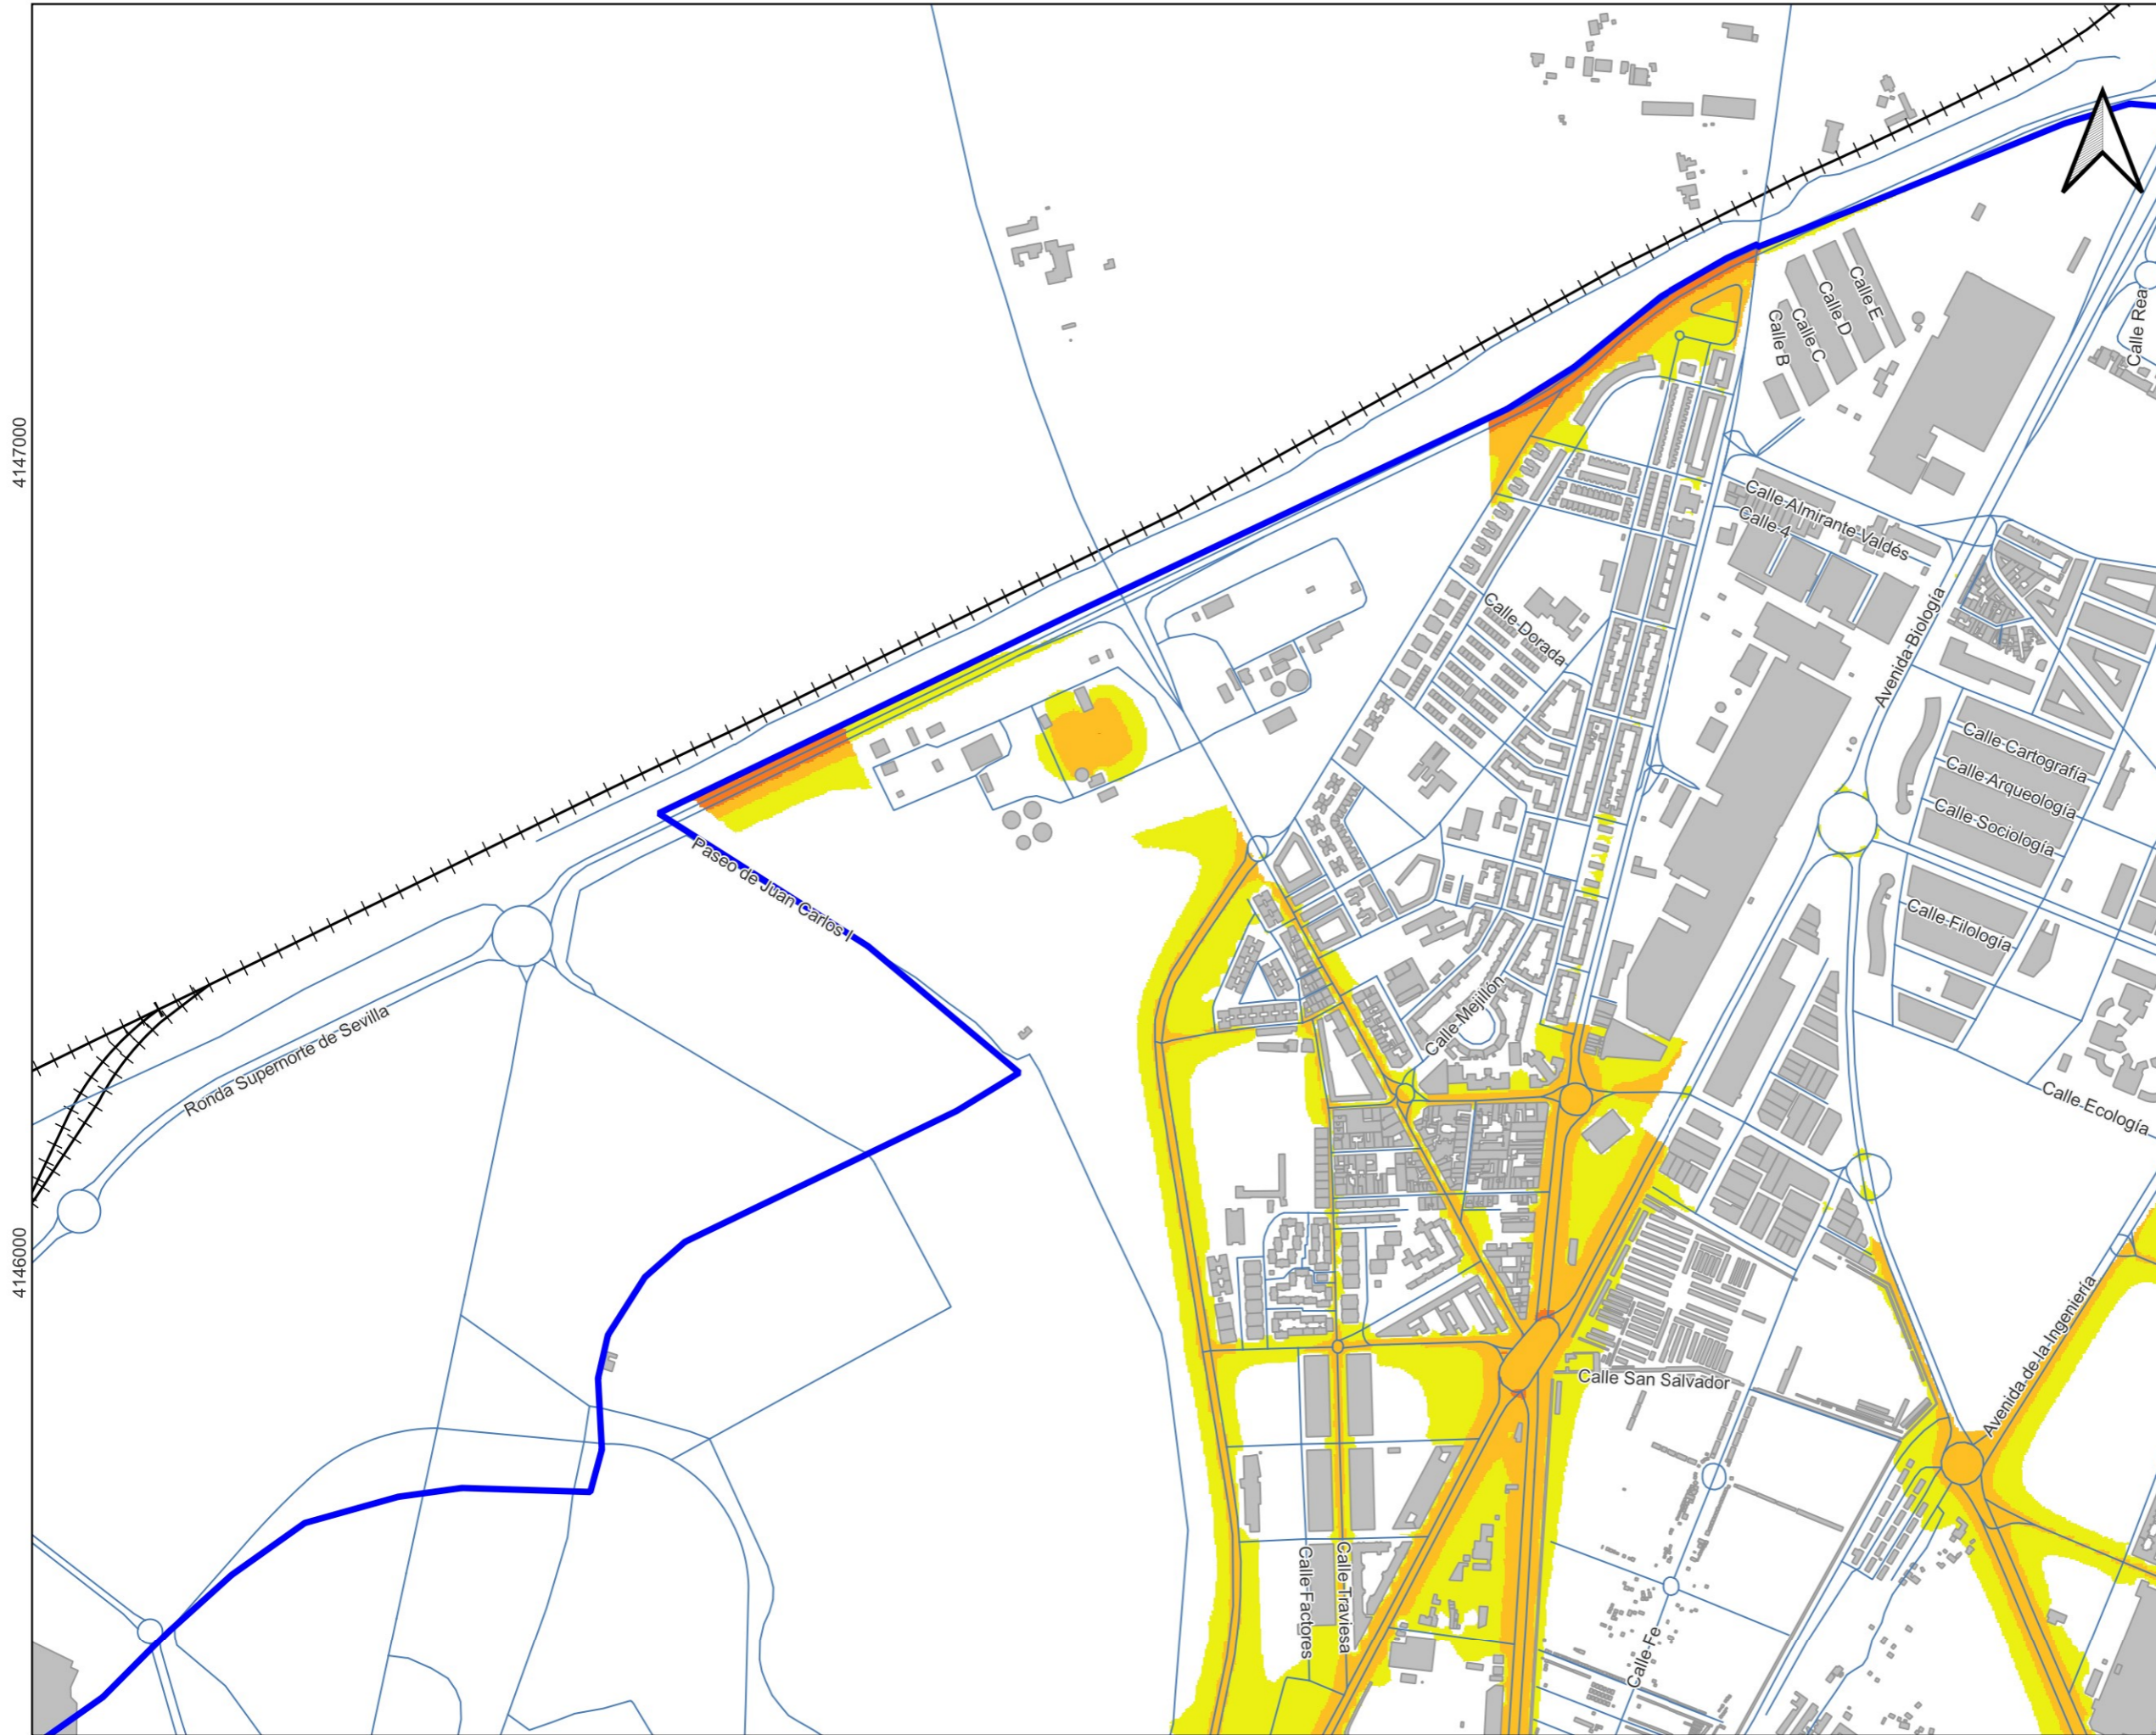 4147000
4146000
Calle E
Calle D
Calle C
Calle B
Calle Rea
Calle Almirante Valdés
Calle 4
Calle Dorada
Avenida Biología
Calle Cartografía
Calle Arqueología
Calle Sociología
Calle Filología
Paseo de Juan Carlos I
Calle Mejillón
Ronda Supernorte de Sevilla
Calle Ecología
Avenida de la Ingeniería
Calle San Salvador
Calle Factores
Calle Traviesa
Calle Fe